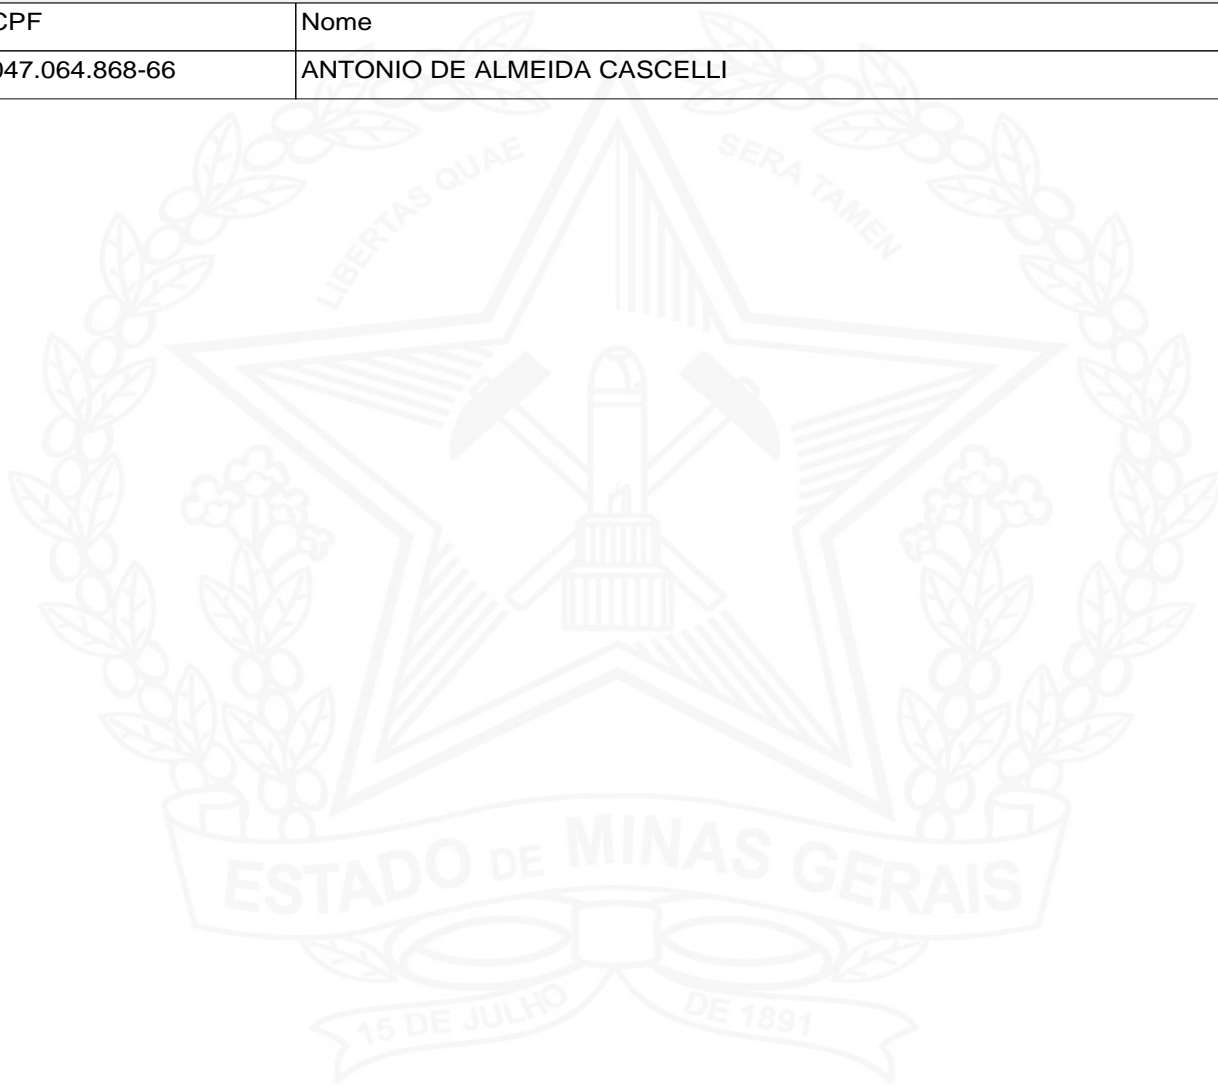 CPF Nome
047.064.868-66 ANTONIO DE ALMEIDA CASCELLI
LIBERTAS QUAE SERA TAMEN
ESTADO DE MINAS GERAIS
15 DE JULHO DE 1891